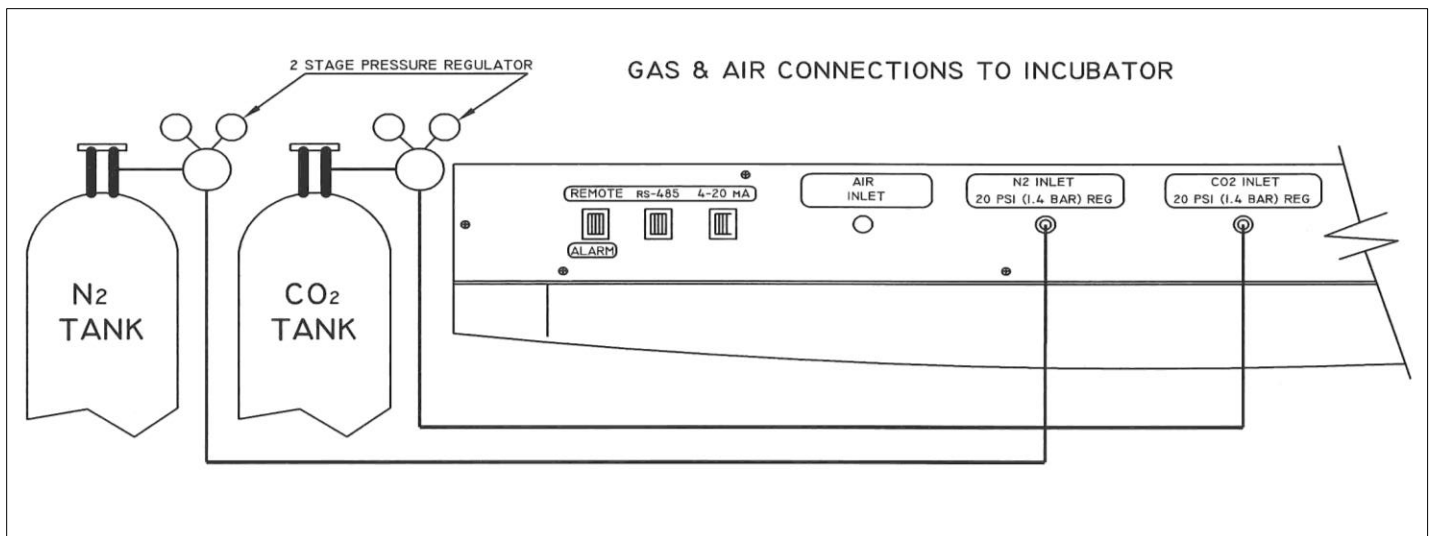 2 STAGE PRESSURE REGULATOR
GAS & AIR CONNECTIONS TO INCUBATOR
REMOTE RS-485 4-20 MA
ALARM
AIR
INLET
N2 INLET
20 PSI (1.4 BAR) REG
CO2 INLET
20 PSI (1.4 BAR) REG
N2
TANK
CO2
TANK